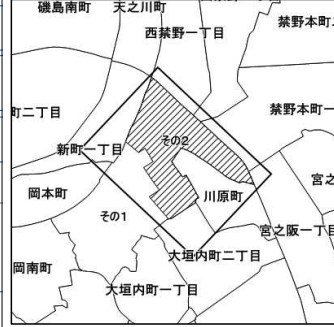 磯島南町
天之川町
西禁野一丁目
禁野本町
町二丁目
禁野本町一
その2
新町一丁目
宮之
岡本町
川原町
その1
宮之阪一丁目
大垣内町二丁目
岡南町
大垣内町一丁目